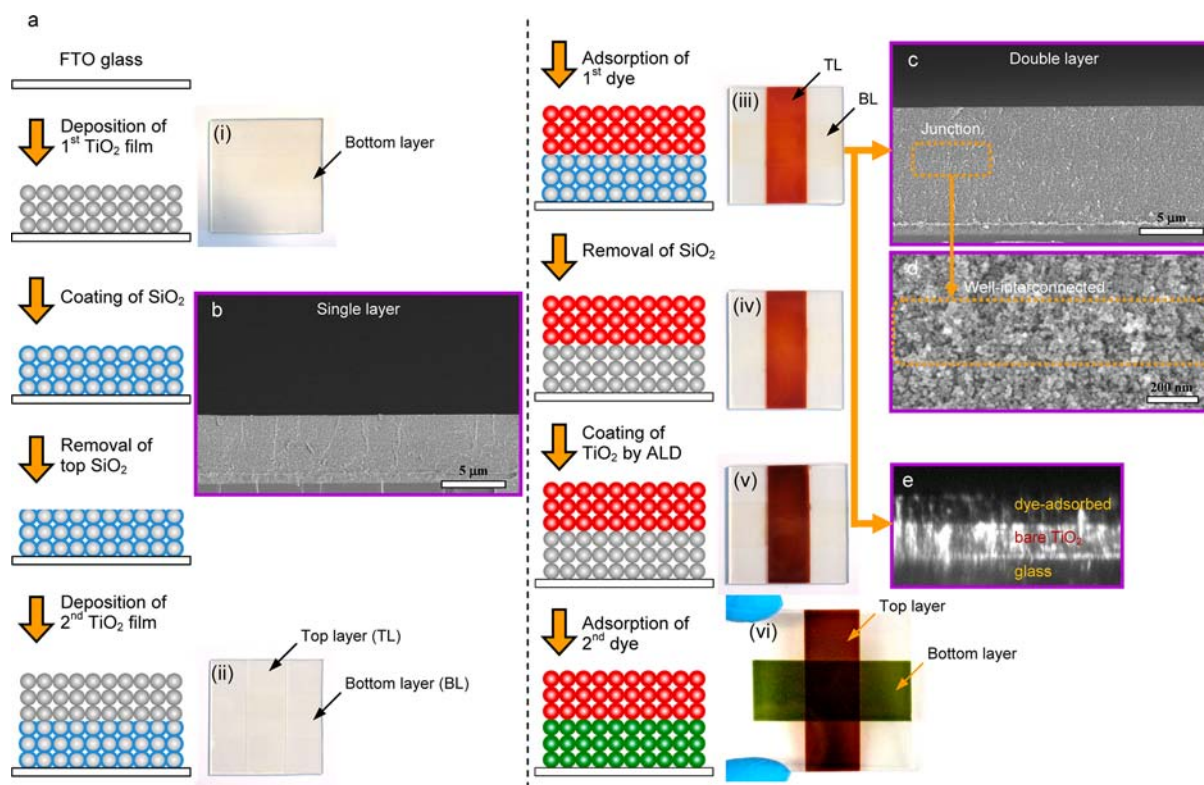 a
FTO glass
Deposition of
1st TiO2 film
(i)
Bottom layer
Coating of SiO2
b
Single layer
5 μm
Removal of
top SiO2
Deposition of
2nd TiO2 film
(ii)
Top layer (TL)
Bottom layer (BL)
Adsorption of
1st dye
(iii)
TL
BL
c
Double layer
Junction
5 μm
Removal of SiO2
(iv)
d
Well-interconnected
200 nm
Coating of
TiO2 by ALD
(v)
e
dye-adsorbed
bare TiO2
glass
Adsorption of
2nd dye
(vi)
Top layer
Bottom layer